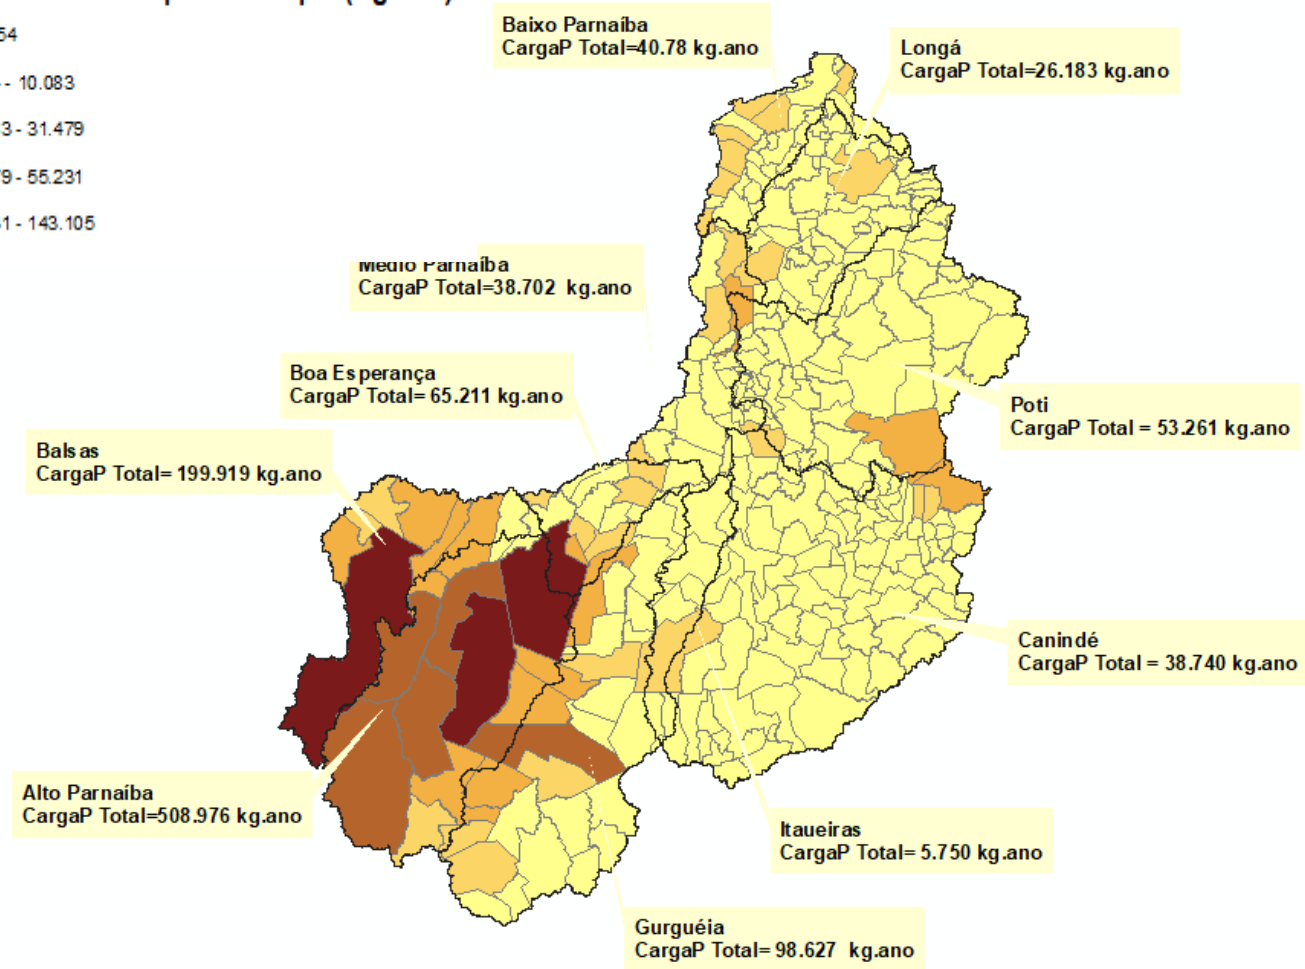 54
- 10.083
3 - 31.479
79 - 55.231
1 - 143.105
Baixo Parnaíba
CargaP Total=40.78 kg.ano
Longá
CargaP Total=26.183 kg.ano
Médio Parnaíba
CargaP Total=38.702 kg.ano
Boa Esperança
CargaP Total= 65.211 kg.ano
Poti
CargaP Total = 53.261 kg.ano
Balsas
CargaP Total= 199.919 kg.ano
Canindé
CargaP Total = 38.740 kg.ano
Alto Parnaíba
CargaP Total=508.976 kg.ano
Itaueiras
CargaP Total= 5.750 kg.ano
Gurguéia
CargaP Total= 98.627 kg.ano